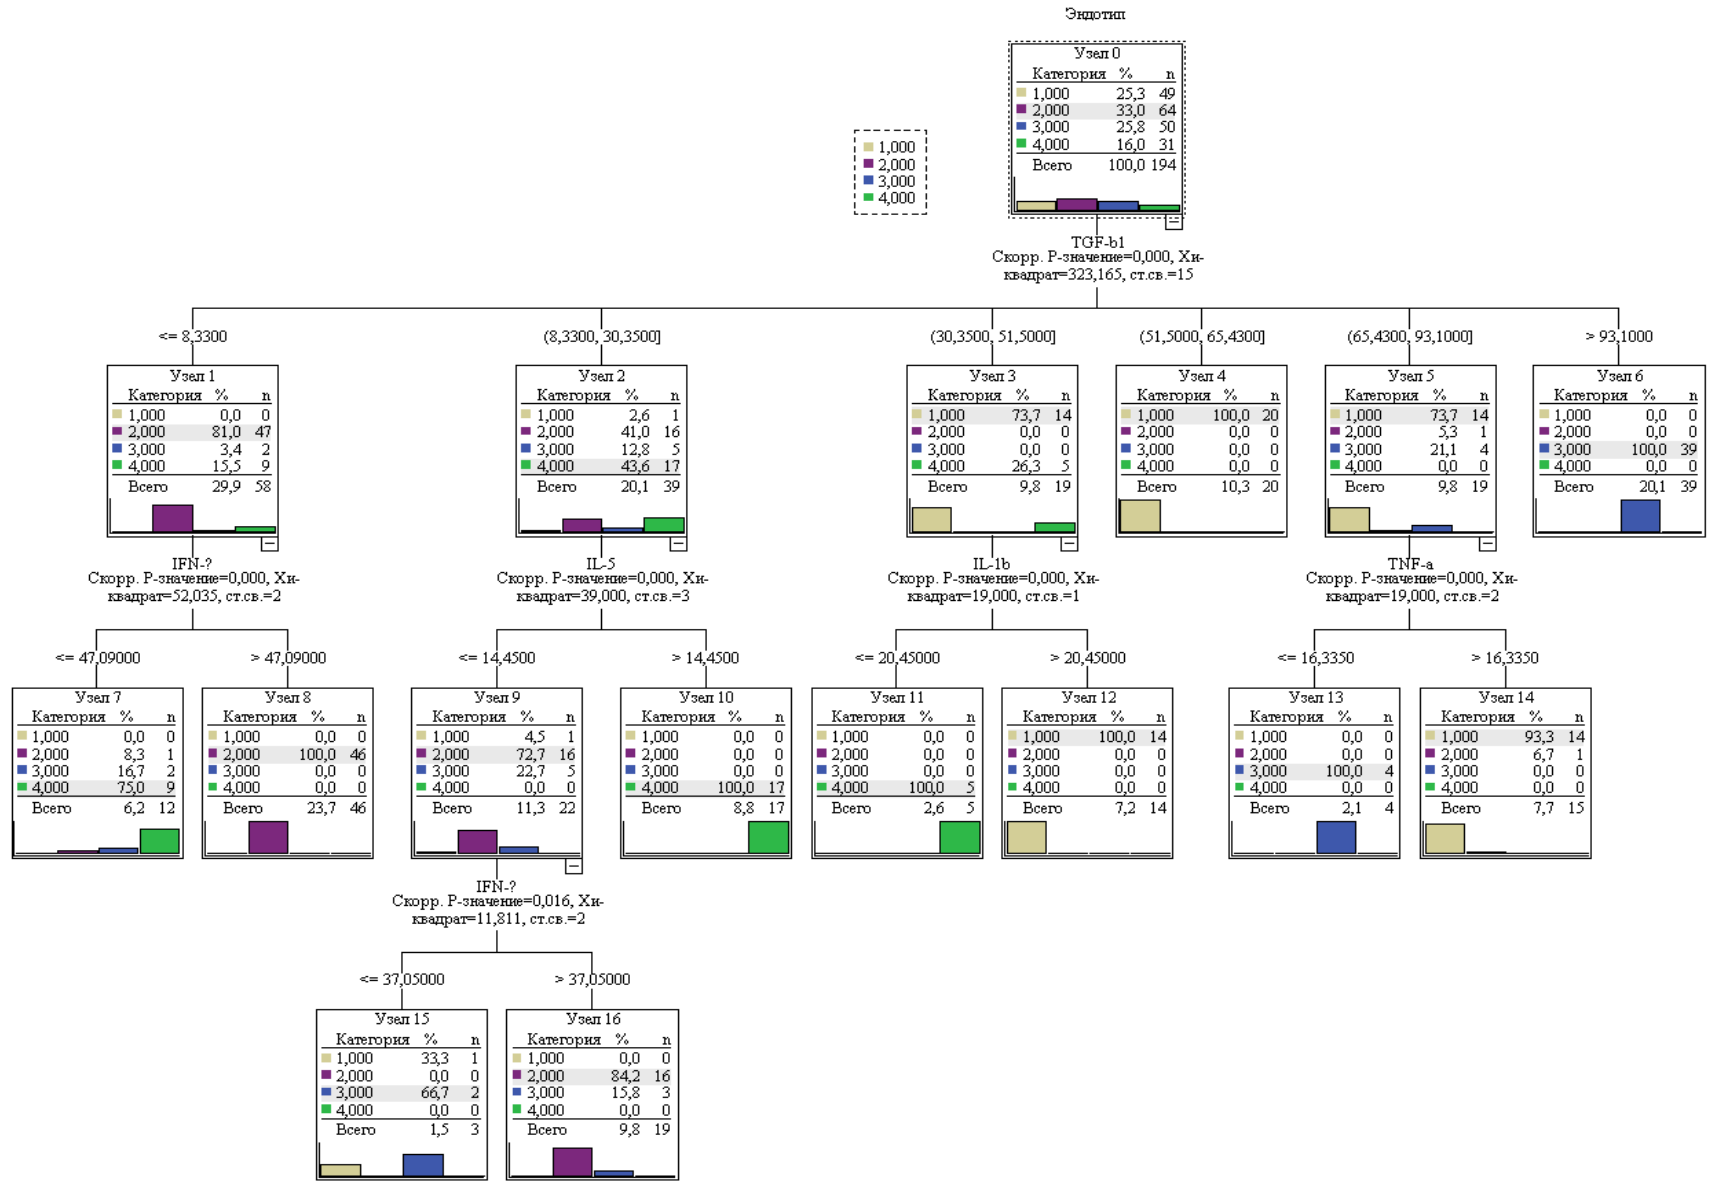 Эндотип
Узел 0
Категория % n
1,000 25,3 49
2,000 33,0 64
3,000 25,8 50
4,000 16,0 31
Всего 100,0 194
1,000
2,000
3,000
4,000
TGF-b1
Скорр. P-значение=0,000, Хи-
квадрат=323,165, ст.св.=15
<= 8,3300
(8,3300, 30,3500]
(30,3500, 51,5000]
(51,5000, 65,4300]
(65,4300, 93,1000]
> 93,1000
Узел 1
Категория % n
1,000 0,0 0
2,000 81,0 47
3,000 3,4 2
4,000 15,5 9
Всего 29,9 58
Узел 2
Категория % n
1,000 2,6 1
2,000 41,0 16
3,000 12,8 5
4,000 43,6 17
Всего 20,1 39
Узел 3
Категория % n
1,000 73,7 14
2,000 0,0 0
3,000 0,0 0
4,000 26,3 5
Всего 9,8 19
Узел 4
Категория % n
1,000 100,0 20
2,000 0,0 0
3,000 0,0 0
4,000 0,0 0
Всего 10,3 20
Узел 5
Категория % n
1,000 73,7 14
2,000 5,3 1
3,000 21,1 4
4,000 0,0 0
Всего 9,8 19
Узел 6
Категория % n
1,000 0,0 0
2,000 0,0 0
3,000 100,0 39
4,000 0,0 0
Всего 20,1 39
IFN-?
Скорр. P-значение=0,000, Хи-
квадрат=52,035, ст.св.=2
IL-5
Скорр. P-значение=0,000, Хи-
квадрат=39,000, ст.св.=3
IL-1b
Скорр. P-значение=0,000, Хи-
квадрат=19,000, ст.св.=1
TNF-a
Скорр. P-значение=0,000, Хи-
квадрат=19,000, ст.св.=2
<= 47,09000
> 47,09000
<= 14,4500
> 14,4500
<= 20,45000
> 20,45000
<= 16,3350
> 16,3350
Узел 7
Категория % n
1,000 0,0 0
2,000 8,3 1
3,000 16,7 2
4,000 75,0 9
Всего 6,2 12
Узел 8
Категория % n
1,000 0,0 0
2,000 100,0 46
3,000 0,0 0
4,000 0,0 0
Всего 23,7 46
Узел 9
Категория % n
1,000 4,5 1
2,000 72,7 16
3,000 22,7 5
4,000 0,0 0
Всего 11,3 22
Узел 10
Категория % n
1,000 0,0 0
2,000 0,0 0
3,000 0,0 0
4,000 100,0 17
Всего 8,8 17
Узел 11
Категория % n
1,000 0,0 0
2,000 0,0 0
3,000 0,0 0
4,000 100,0 5
Всего 2,6 5
Узел 12
Категория % n
1,000 100,0 14
2,000 0,0 0
3,000 0,0 0
4,000 0,0 0
Всего 7,2 14
Узел 13
Категория % n
1,000 0,0 0
2,000 0,0 0
3,000 100,0 4
4,000 0,0 0
Всего 2,1 4
Узел 14
Категория % n
1,000 93,3 14
2,000 6,7 1
3,000 0,0 0
4,000 0,0 0
Всего 7,7 15
IFN-?
Скорр. P-значение=0,016, Хи-
квадрат=11,811, ст.св.=2
<= 37,05000
> 37,05000
Узел 15
Категория % n
1,000 33,3 1
2,000 0,0 0
3,000 66,7 2
4,000 0,0 0
Всего 1,5 3
Узел 16
Категория % n
1,000 0,0 0
2,000 84,2 16
3,000 15,8 3
4,000 0,0 0
Всего 9,8 19